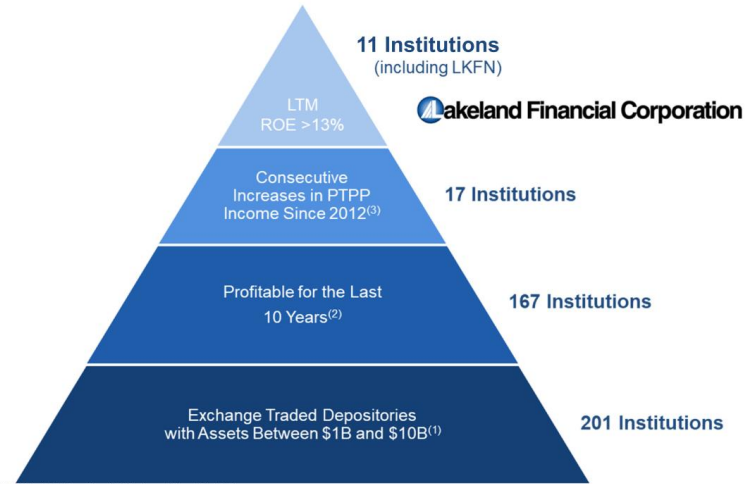 11 Institutions
(including LKFN)
LTM
ROE >13%
Lakeland Financial Corporation
Consecutive
Increases in PTPP
Income Since 2012(3)
17 Institutions
Profitable for the Last
10 Years(2)
167 Institutions
Exchange Traded Depositories
with Assets Between $1B and $10B(1)
201 Institutions